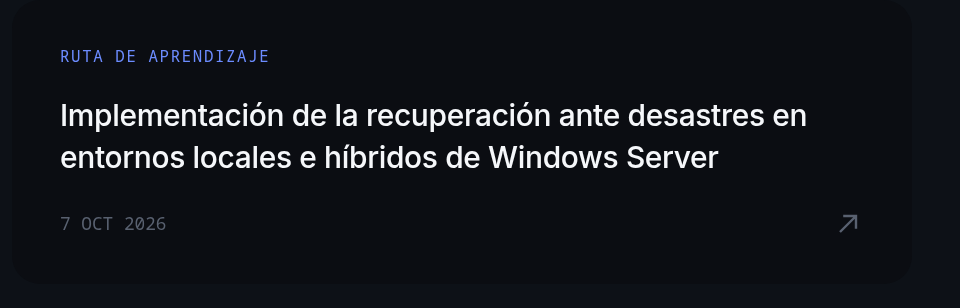 RUTA DE APRENDIZAJE
Implementación de la recuperación ante desastres en
entornos locales e híbridos de Windows Server
7 OCT 2026